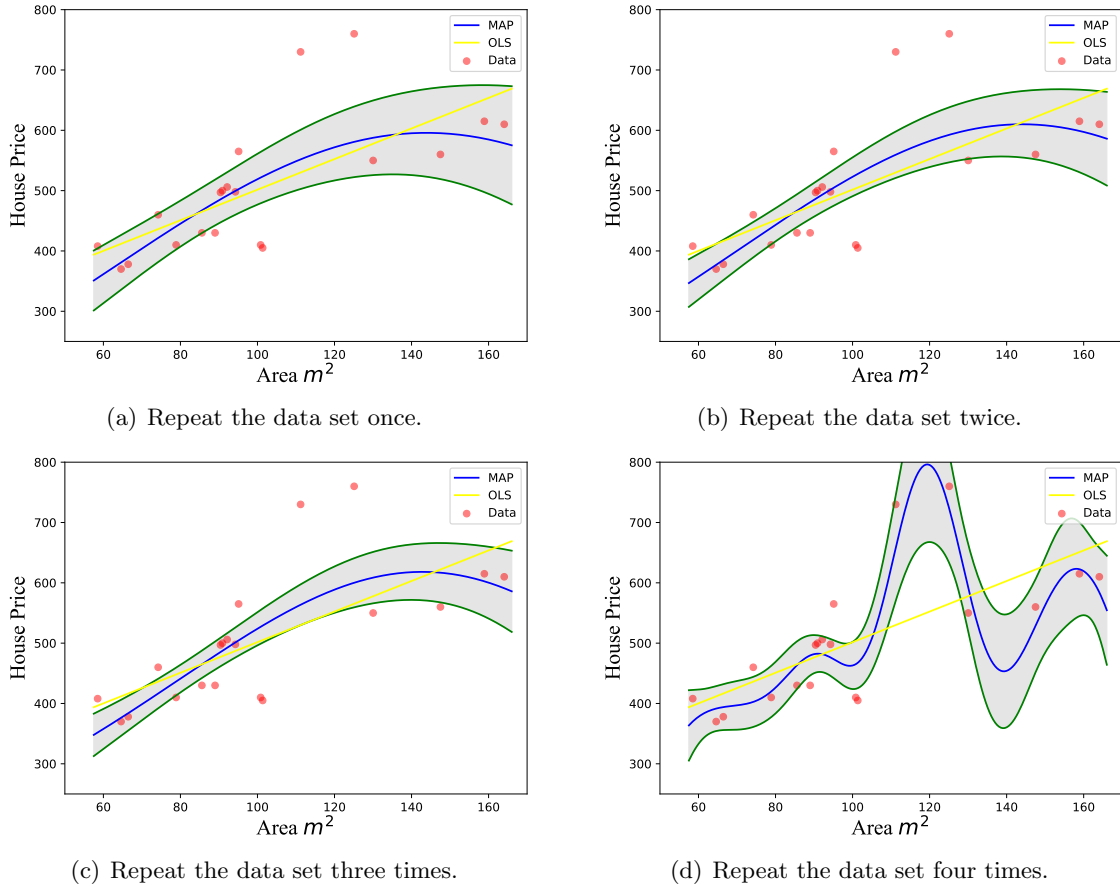 800
700
600
500
400
300
House Price
60 80 100 120 140 160
Area m²
MAP
OLS
Data
(a) Repeat the data set once.
800
700
600
500
400
300
House Price
60 80 100 120 140 160
Area m²
MAP
OLS
Data
(b) Repeat the data set twice.
800
700
600
500
400
300
House Price
60 80 100 120 140 160
Area m²
MAP
OLS
Data
(c) Repeat the data set three times.
800
700
600
500
400
300
House Price
60 80 100 120 140 160
Area m²
MAP
OLS
Data
(d) Repeat the data set four times.